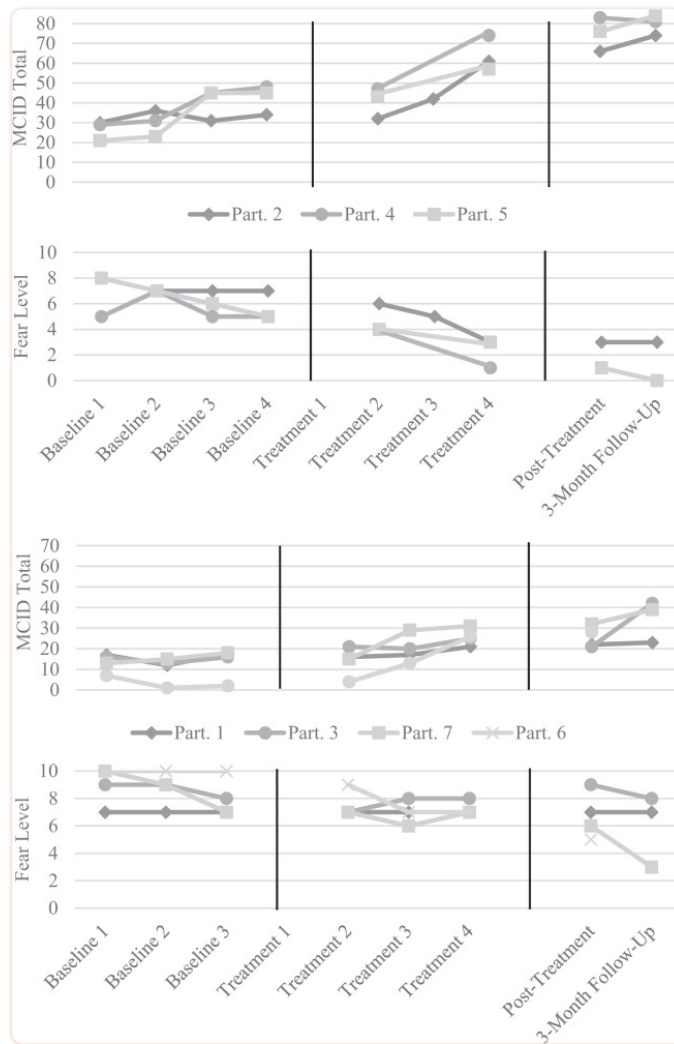 MCID Total
80
70
60
50
40
30
20
10
0
Part. 2 Part. 4 Part. 5
Fear Level
10
8
6
4
2
0
Baseline 1
Baseline 2
Baseline 3
Baseline 4
Treatment 1
Treatment 2
Treatment 3
Treatment 4
Post-Treatment
3-Month Follow-Up
MCID Total
70
60
50
40
30
20
10
0
Part. 1 Part. 3 Part. 7 Part. 6
Fear Level
10
8
6
4
2
0
Baseline 1
Baseline 2
Baseline 3
Treatment 1
Treatment 2
Treatment 3
Treatment 4
Post-Treatment
3-Month Follow-Up